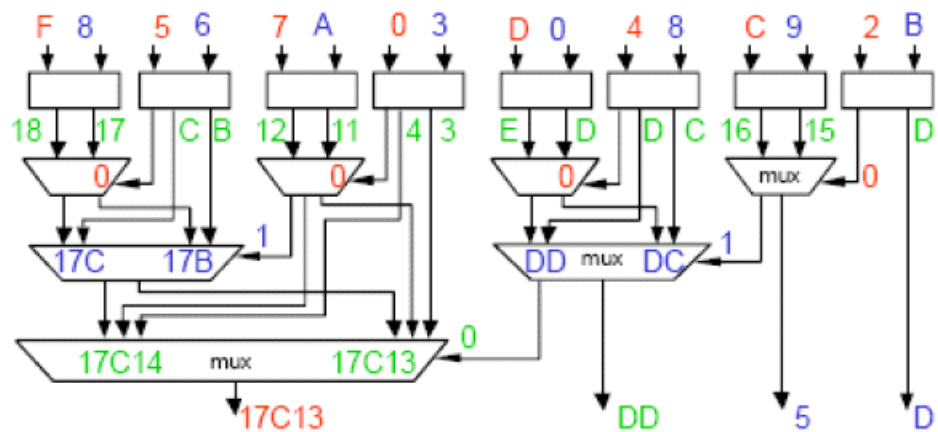 F 8 5 6 7 A 0 3 D 0 4 8 C 9 2 B
18 17 C B 12 11 4 3 E D D C 16 15 D
0 0 0 mux 0
17C 17B 1 DD mux DC 1
17C14 mux 17C13 0
17C13 DD 5 D